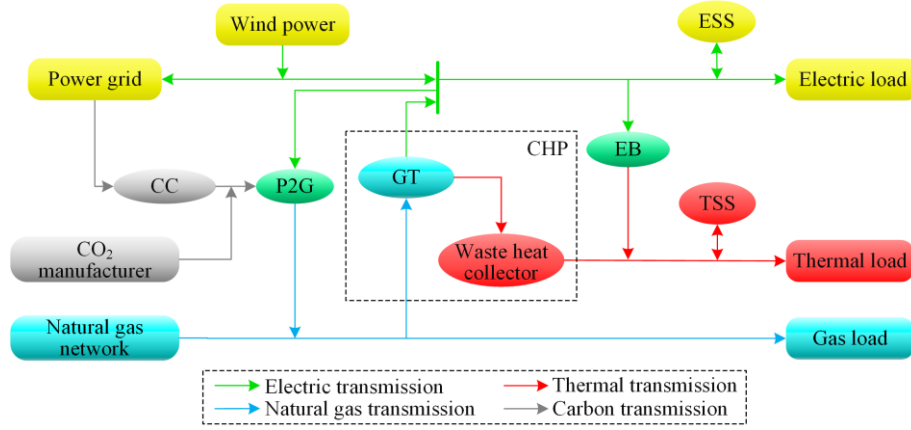 Wind power
ESS
Power grid
Electric load
CHP
EB
CC
P2G
GT
TSS
CO₂
manufacturer
Waste heat
collector
Thermal load
Natural gas
network
Gas load
Electric transmission
Thermal transmission
Natural gas transmission
Carbon transmission